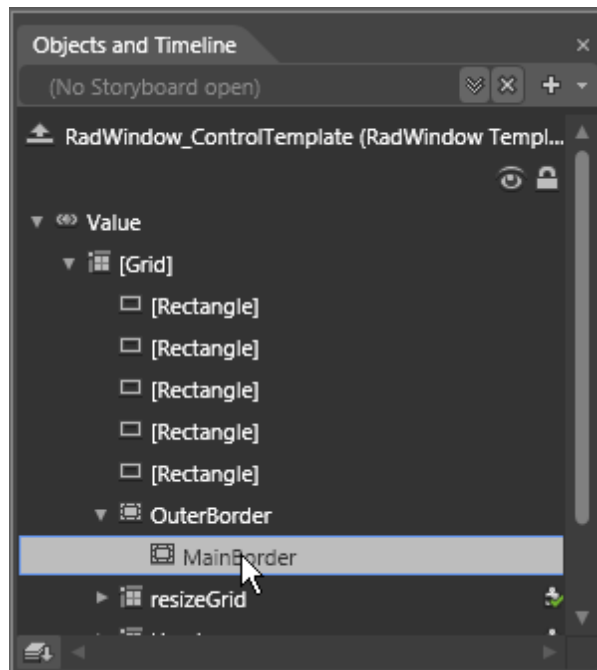 Objects and Timeline
(No Storyboard open)
RadWindow_ControlTemplate (RadWindow Templ...
Value
[Grid]
[Rectangle]
[Rectangle]
[Rectangle]
[Rectangle]
[Rectangle]
OuterBorder
MainBorder
resizeGrid